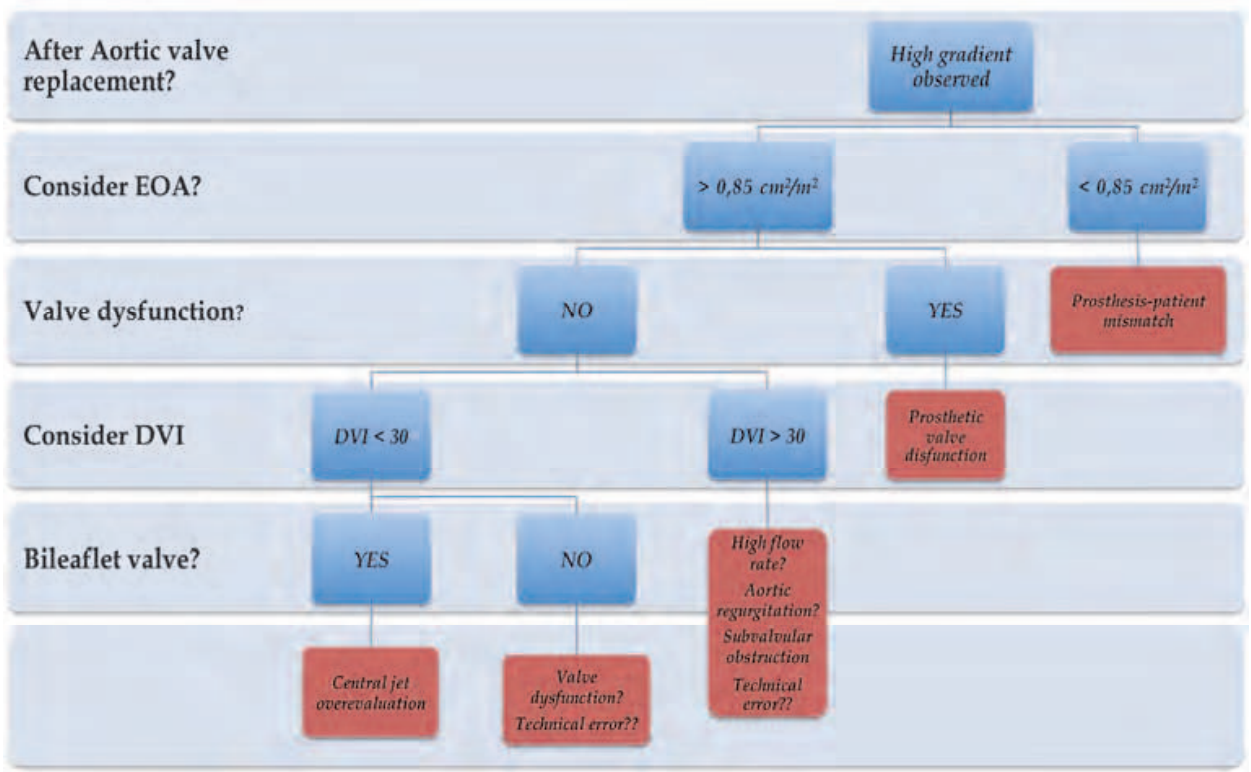 After Aortic valve
replacement?
High gradient
observed
Consider EOA?
> 0,85 cm²/m²
< 0,85 cm²/m²
Valve dysfunction?
NO
YES
Prosthesis-patient
mismatch
Consider DVI
DVI < 30
DVI > 30
Prosthetic
valve
disfunction
Bileaflet valve?
YES
NO
High flow
rate?
Aortic
regurgitation?
Subvalvular
obstruction
Technical
error??
Central jet
overevaluation
Valve
dysfunction?
Technical error??